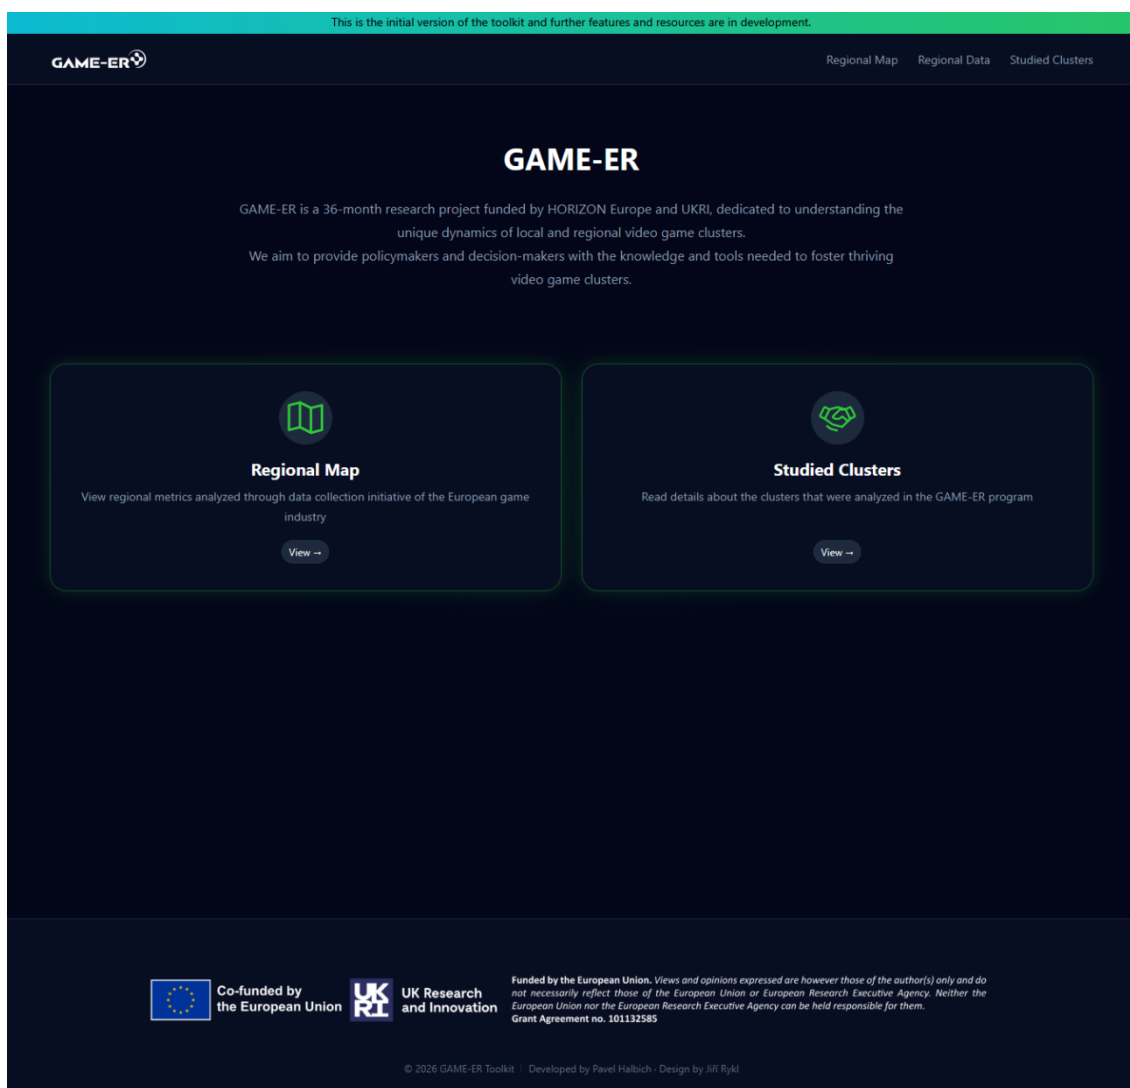 This is the initial version of the toolkit and further features and resources are in development.
GAME-ER
Regional Map
Regional Data
Studied Clusters
GAME-ER
GAME-ER is a 36-month research project funded by HORIZON Europe and UKRI, dedicated to understanding the
unique dynamics of local and regional video game clusters.
We aim to provide policymakers and decision-makers with the knowledge and tools needed to foster thriving
video game clusters.
Regional Map
View regional metrics analyzed through data collection initiative of the European game
industry
View →
Studied Clusters
Read details about the clusters that were analyzed in the GAME-ER program
View →
Co-funded by
the European Union
UK
RI
UK Research
and Innovation
Funded by the European Union. Views and opinions expressed are however those of the author(s) only and do
not necessarily reflect those of the European Union or European Research Executive Agency. Neither the
European Union nor the European Research Executive Agency can be held responsible for them.
Grant Agreement no. 101132585
© 2026 GAME-ER Toolkit | Developed by Pavel Halbich · Design by Jiří Rykl